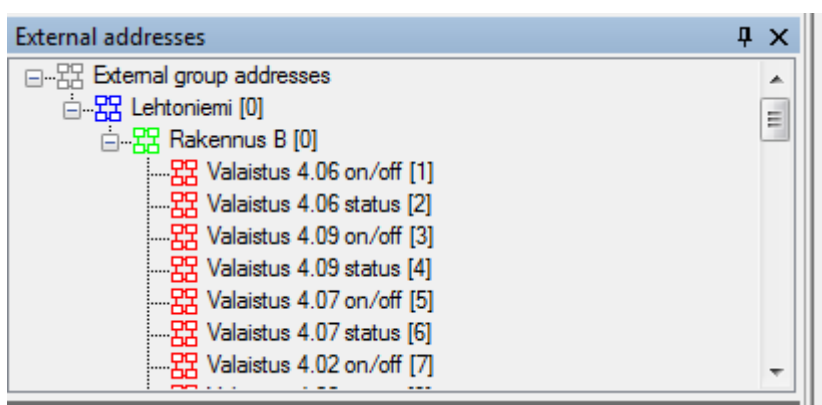 External addresses
External group addresses
Lehtoniemi [0]
Rakennus B [0]
Valaistus 4.06 on/off [1]
Valaistus 4.06 status [2]
Valaistus 4.09 on/off [3]
Valaistus 4.09 status [4]
Valaistus 4.07 on/off [5]
Valaistus 4.07 status [6]
Valaistus 4.02 on/off [7]